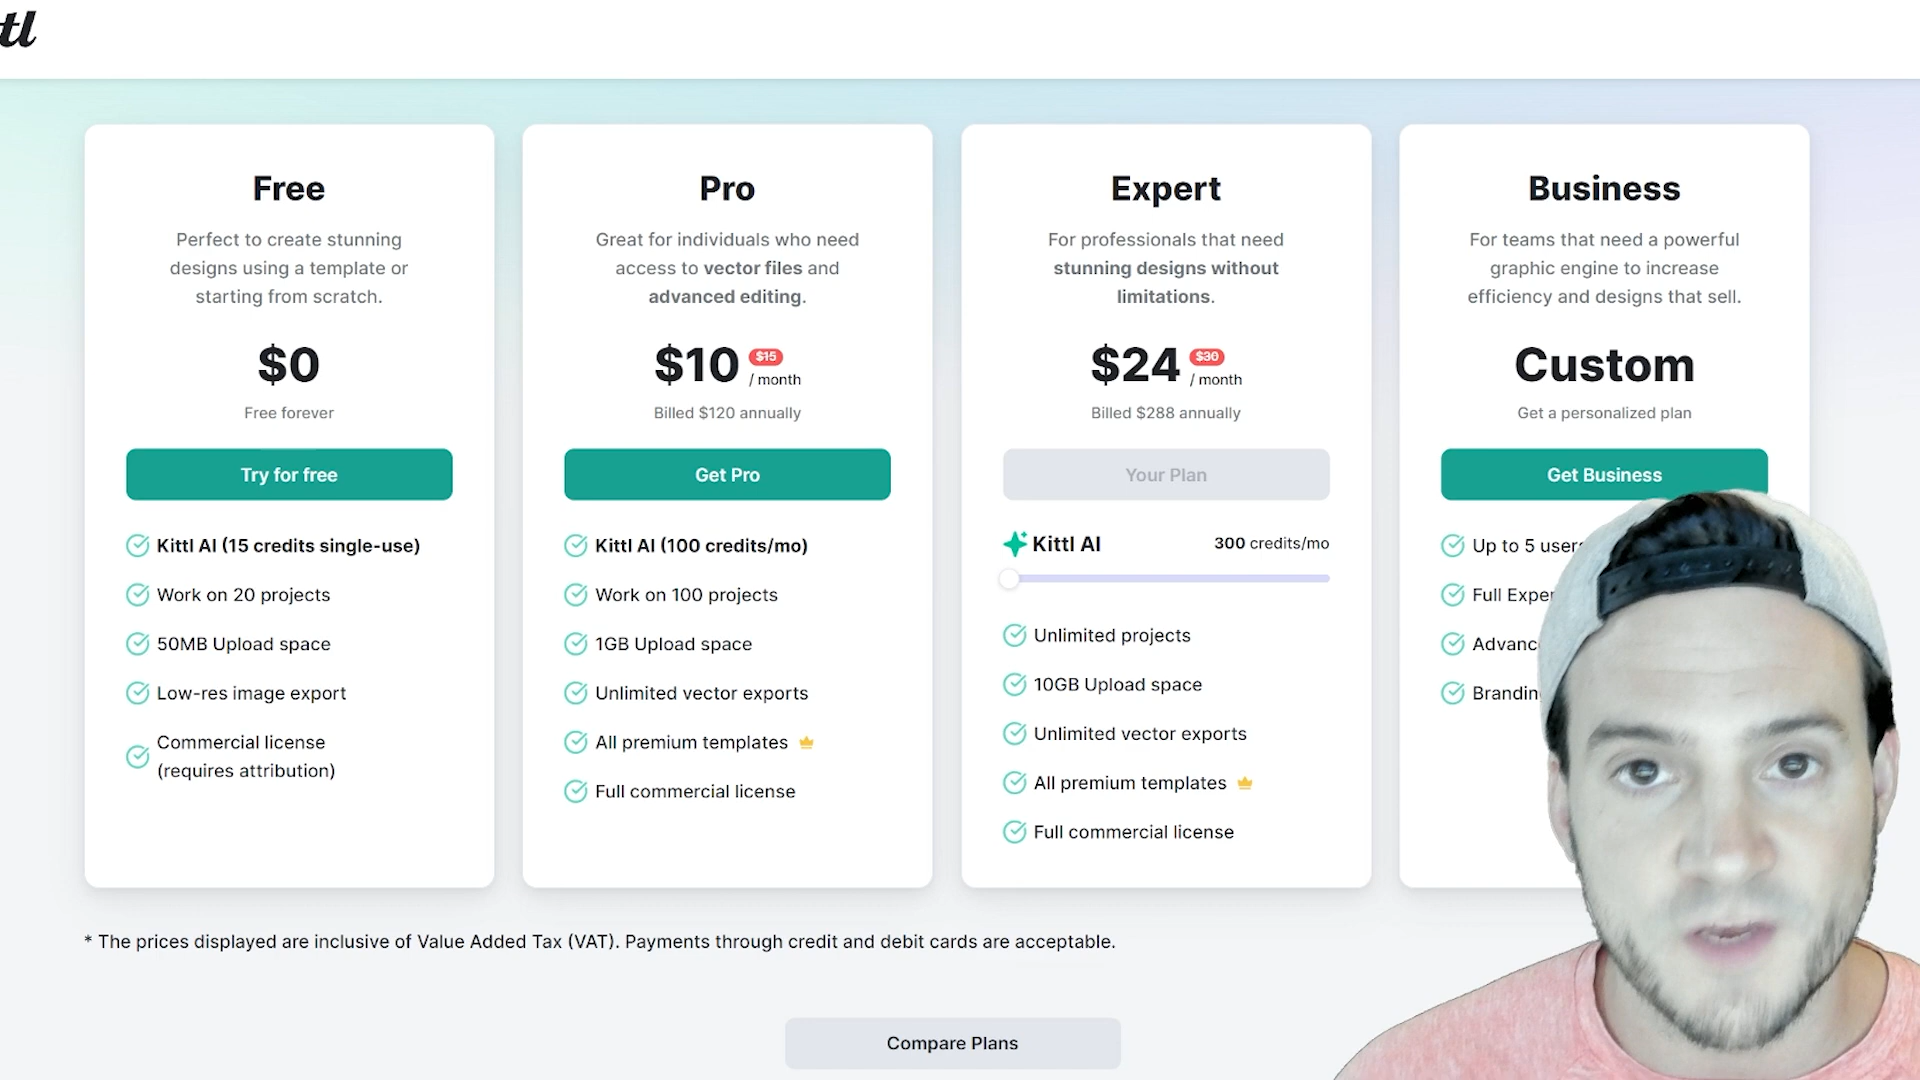 tl
Free
Perfect to create stunning
designs using a template or
starting from scratch.
$0
Free forever
Try for free
Kittl AI (15 credits single-use)
Work on 20 projects
50MB Upload space
Low-res image export
Commercial license
(requires attribution)
Pro
Great for individuals who need
access to vector files and
advanced editing.
$10 $15
/ month
Billed $120 annually
Get Pro
Kittl AI (100 credits/mo)
Work on 100 projects
1GB Upload space
Unlimited vector exports
All premium templates
Full commercial license
Expert
For professionals that need
stunning designs without
limitations.
$24 $30
/ month
Billed $288 annually
Your Plan
Kittl AI 300 credits/mo
Unlimited projects
10GB Upload space
Unlimited vector exports
All premium templates
Full commercial license
Business
For teams that need a powerful
graphic engine to increase
efficiency and designs that sell.
Custom
Get a personalized plan
Get Business
Up to 5 user
Full Exper
Advanc
Brandin
* The prices displayed are inclusive of Value Added Tax (VAT). Payments through credit and debit cards are acceptable.
Compare Plans